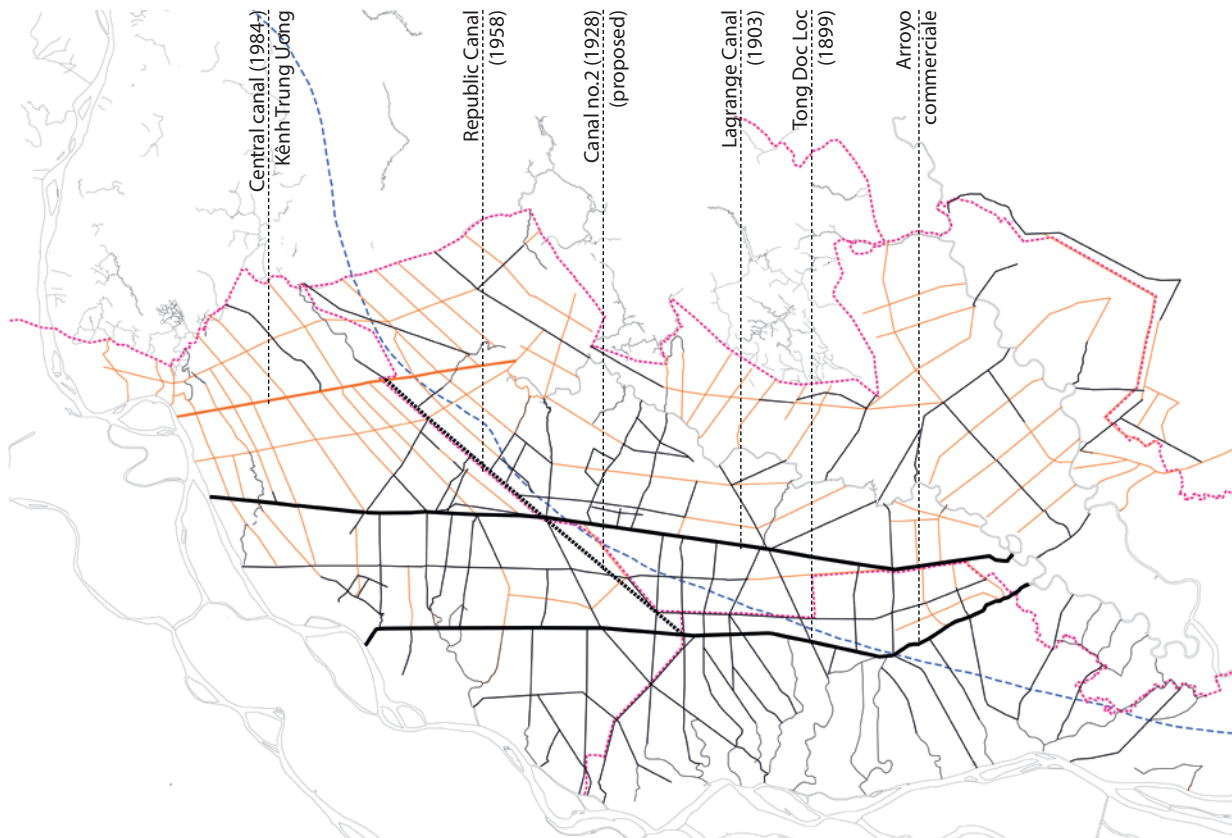 Central canal (1984-
Kênh Trung Ương
Republic Canal
(1958)
Canal no.2 (1928)
(proposed)
Lagrange Canal
(1903)
Tong Doc Loc
(1899)
Arroyo
commerciale